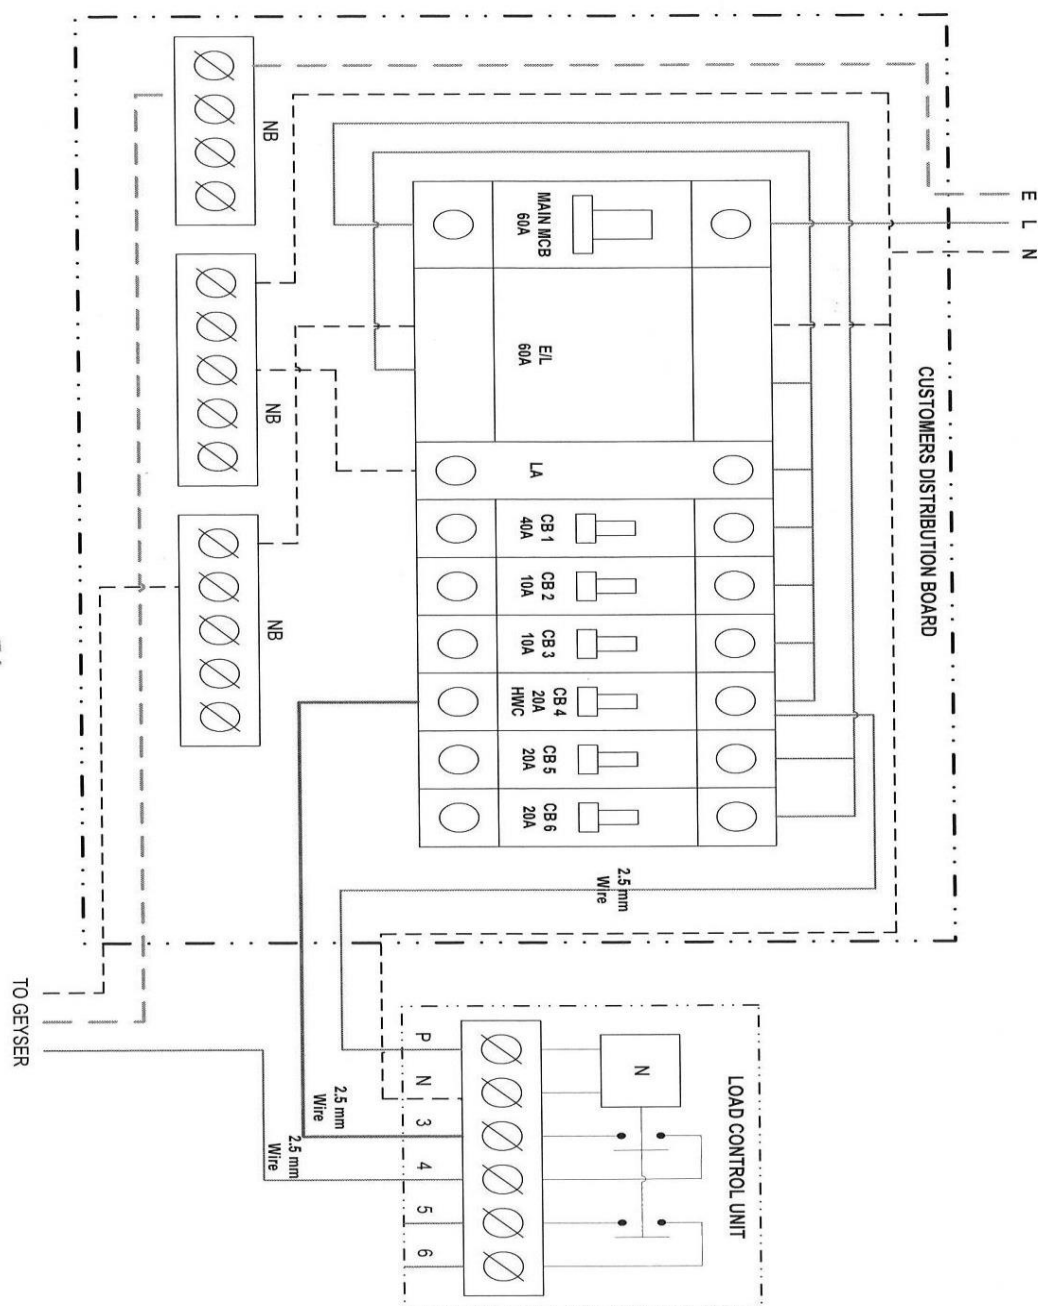 E
L
N
CUSTOMERS DISTRIBUTION BOARD
MAIN MCB
60A
E/L
60A
LA
CB 1
40A
CB 2
10A
CB 3
10A
CB 4
20A
HWC
CB 5
20A
CB 6
20A
NB
NB
NB
2.5 mm
Wire
LOAD CONTROL UNIT
N
P
N
3
4
5
6
2.5 mm
Wire
2.5 mm
Wire
TO GEYSER